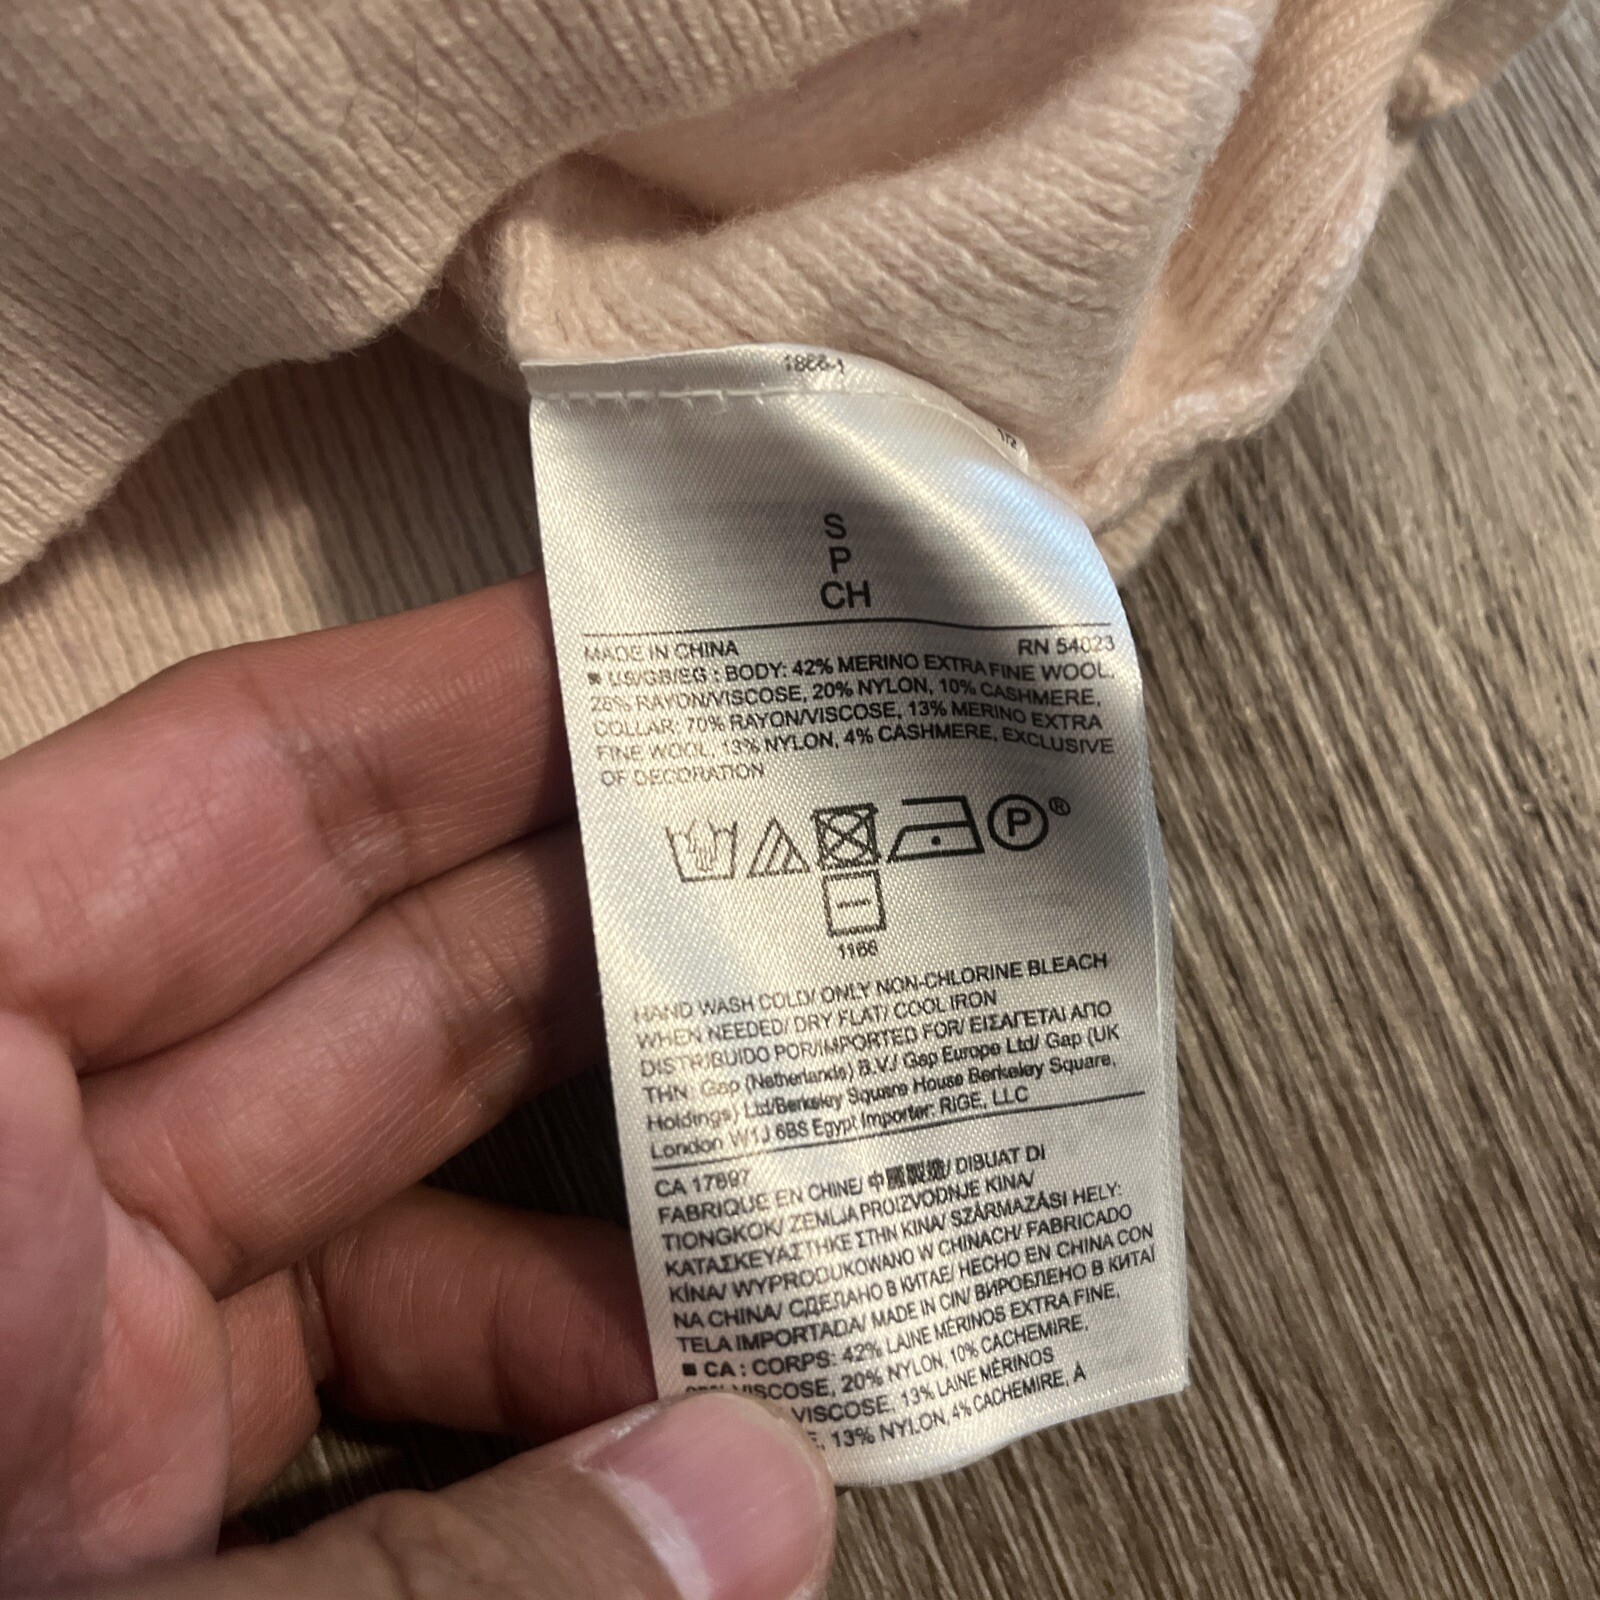 1866-1
1/2
S
P
CH
MADE IN CHINA RN 54023
■ US/GB/EG : BODY: 42% MERINO EXTRA FINE WOOL,
28% RAYON/VISCOSE, 20% NYLON, 10% CASHMERE,
COLLAR: 70% RAYON/VISCOSE, 13% MERINO EXTRA
FINE WOOL, 13% NYLON, 4% CASHMERE, EXCLUSIVE
OF DECORATION
P®
1166
HAND WASH COLD/ ONLY NON-CHLORINE BLEACH
WHEN NEEDED/ DRY FLAT/ COOL IRON
DISTRIBUIDO POR/IMPORTED FOR/ ΕΙΣΑΓΕΤΑΙ ΑΠΟ
ΤΗΝ: Gap (Netherlands) B.V./ Gap Europe Ltd/ Gap (UK
Holdings) Ltd/Berkeley Square House Berkeley Square,
London W1J 6BS Egypt Importer: RIGE, LLC
CA 17897
FABRIQUÉ EN CHINE/ 中國製造/ DIBUAT DI
TIONGKOK/ ZEMLJA PROIZVODNJE KINA/
ΚΑΤΑΣΚΕΥΑΣΤΗΚΕ ΣΤΗΝ ΚΙΝΑ/ SZÁRMAZÁSI HELY:
KÍNA/ WYPRODUKOWANO W CHINACH/ FABRICADO
NA CHINA/ СДЕЛАНО В КИТАЕ/ HECHO EN CHINA CON
TELA IMPORTADA/ MADE IN CIN/ ВИРОБЛЕНО В КИТАЇ
■ CA : CORPS: 42% LAINE MÉRINOS EXTRA FINE,
VISCOSE, 20% NYLON, 10% CACHEMIRE,
VISCOSE, 13% LAINE MÉRINOS
13% NYLON, 4% CACHEMIRE, À